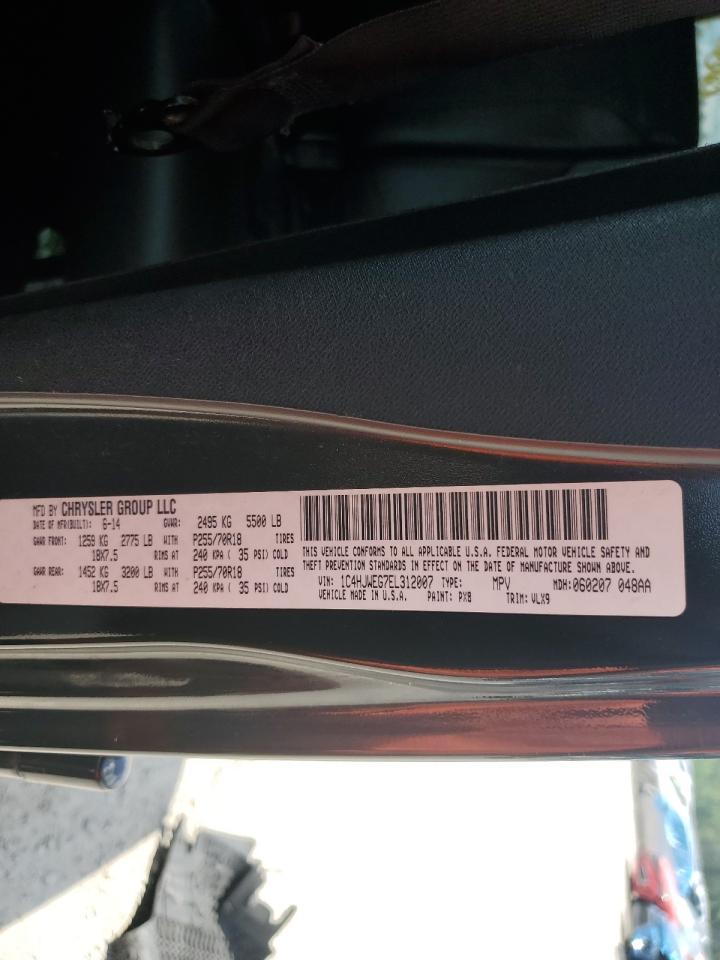 MFD BY CHRYSLER GROUP LLC
DATE OF MFR(BUILT): 6-14 GVWR: 2495 KG 5500 LB
GAWR FRONT: 1259 KG 2775 LB WITH P255/70R18 TIRES
18X7.5 RIMS AT 240 KPA ( 35 PSI) COLD
GAWR REAR: 1452 KG 3200 LB WITH P255/70R18 TIRES
18X7.5 RIMS AT 240 KPA ( 35 PSI) COLD
THIS VEHICLE CONFORMS TO ALL APPLICABLE U.S.A. FEDERAL MOTOR VEHICLE SAFETY AND
THEFT PREVENTION STANDARDS IN EFFECT ON THE DATE OF MANUFACTURE SHOWN ABOVE.
VIN: 1C4HJWEG7EL312007 TYPE: MPV MDH: 060207 048AA
VEHICLE MADE IN U.S.A. PAINT: PX8 TRIM: VLX9